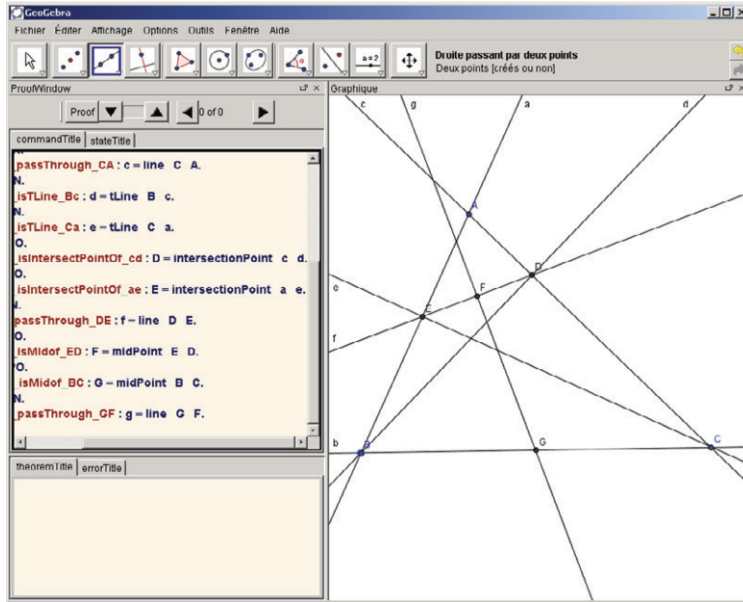 GeoGebra
Fichier Éditer Affichage Options Outils Fenêtre Aide
a=2
Droite passant par deux points
Deux points [créés ou non]
ProofWindow
Proof
0 of 0
commandTitle stateTitle
_passThrough_CA : c = line C A.
N.
_isTLine_Bc : d = tLine B c.
N.
_isTLine_Ca : e = tLine C a.
O.
_isIntersectPointOf_cd : D = intersectionPoint c d.
O.
_isIntersectPointOf_ae : E = intersectionPoint a e.
N.
passThrough_DE : f = line D E.
O.
_isMidof_ED : F = midPoint E D.
O.
_isMidof_BC : G = midPoint B C.
N.
_passThrough_GF : g = line G F.
theoremTitle errorTitle
Graphique
c g a d
A
D
e
F
E
f
b
B
G
C